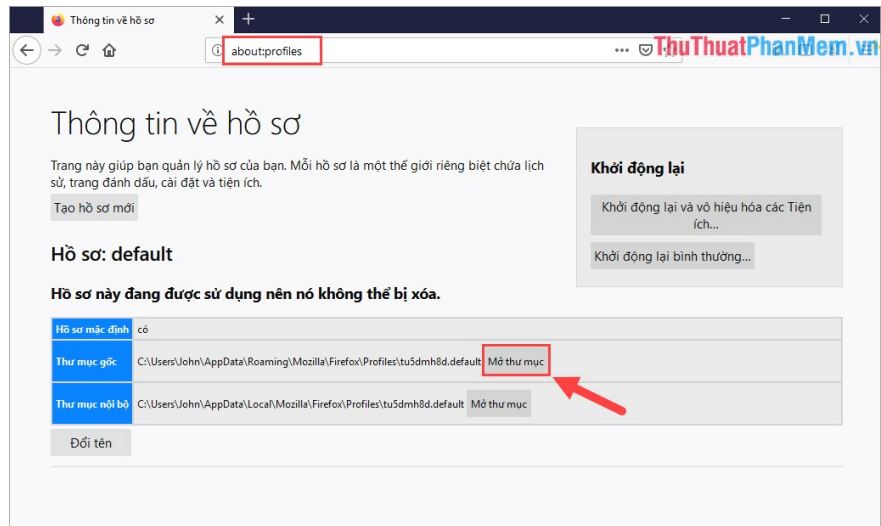 Thông tin về hồ sơ
about:profiles
ThuThuatPhanMem.vn
Thông tin về hồ sơ
Trang này giúp bạn quản lý hồ sơ của bạn. Mỗi hồ sơ là một thế giới riêng biệt chứa lịch
sử, trang đánh dấu, cài đặt và tiện ích.
Tạo hồ sơ mới
Khởi động lại
Khởi động lại và vô hiệu hóa các Tiện
ích...
Khởi động lại bình thường...
Hồ sơ: default
Hồ sơ này đang được sử dụng nên nó không thể bị xóa.
Hồ sơ mặc định có
Thư mục gốc C:\Users\John\AppData\Roaming\Mozilla\Firefox\Profiles\tu5dmh8d.default Mở thư mục
Thư mục nội bộ C:\Users\John\AppData\Local\Mozilla\Firefox\Profiles\tu5dmh8d.default Mở thư mục
Đổi tên